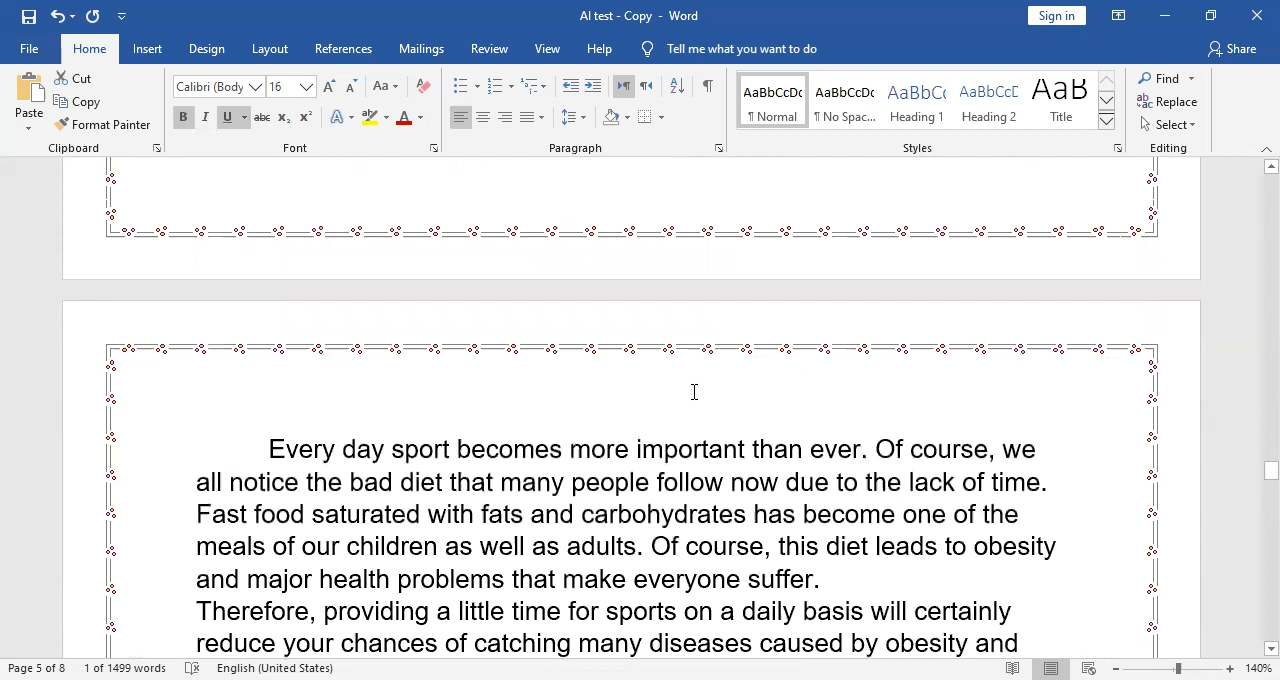 AI test - Copy - Word
Sign in
File Home Insert Design Layout References Mailings Review View Help Tell me what you want to do Share
Paste
Cut
Copy
Format Painter
Clipboard
Calibri (Body 16
Aa
B I U abc x₂ x²
A A
Font
Paragraph
AaBbCcDc AaBbCcDc AaBbCc AaBbCcD AaB
¶ Normal ¶ No Spac... Heading 1 Heading 2 Title
Styles
Find
Replace
Select
Editing
Every day sport becomes more important than ever. Of course, we
all notice the bad diet that many people follow now due to the lack of time.
Fast food saturated with fats and carbohydrates has become one of the
meals of our children as well as adults. Of course, this diet leads to obesity
and major health problems that make everyone suffer.
Therefore, providing a little time for sports on a daily basis will certainly
reduce your chances of catching many diseases caused by obesity and
Page 5 of 8 1 of 1499 words English (United States) 140%